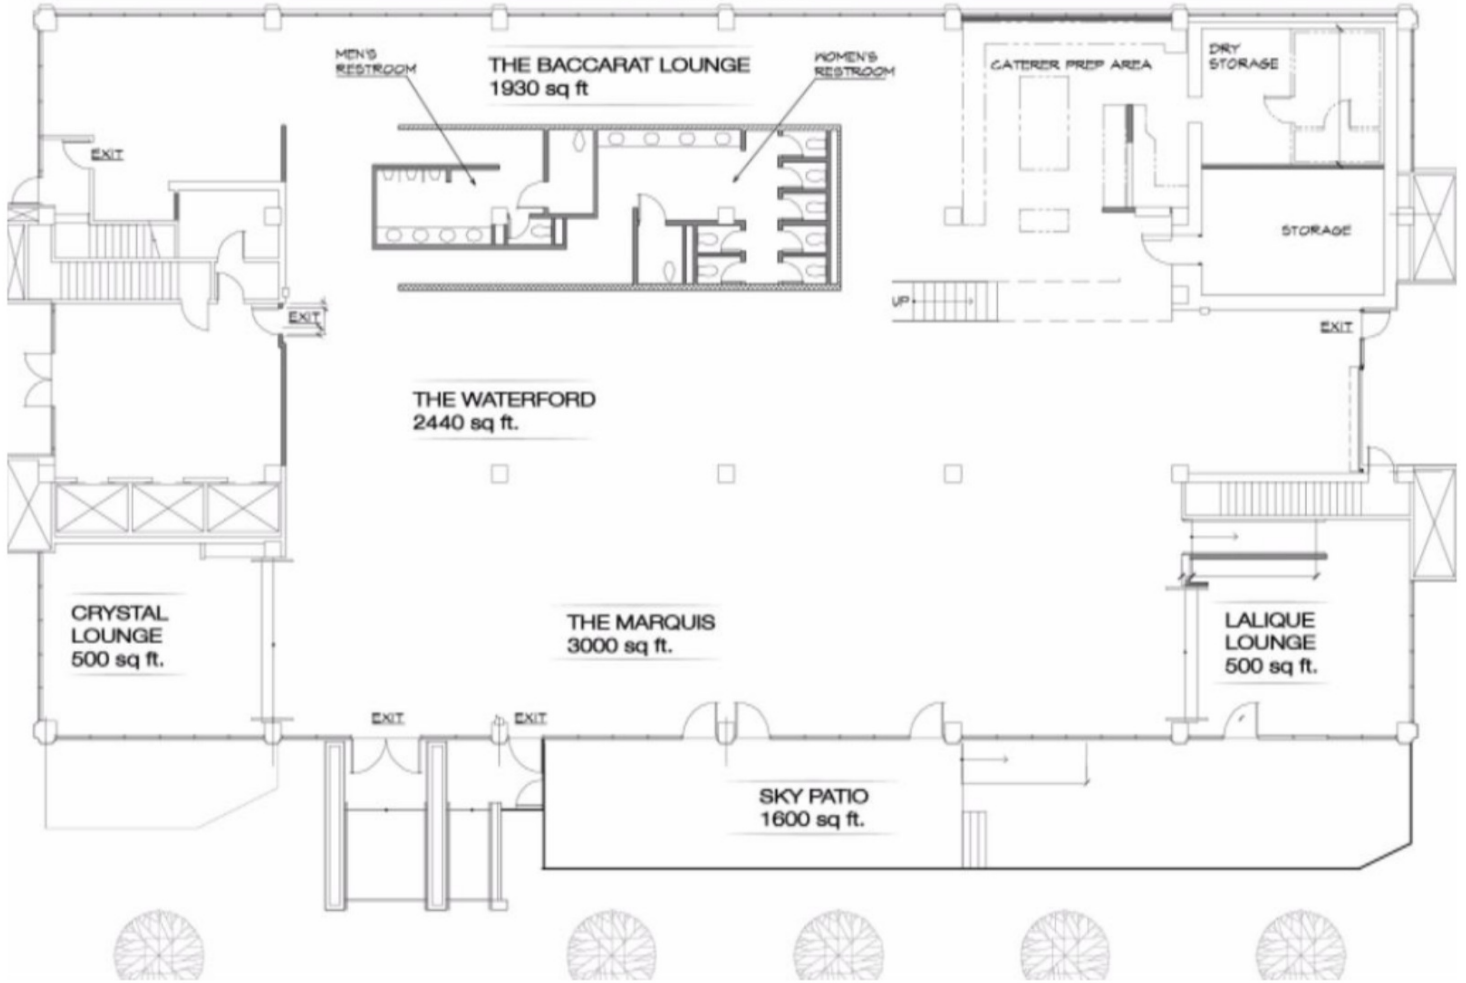 MEN'S
RESTROOM
THE BACCARAT LOUNGE
1930 sq ft
WOMEN'S
RESTROOM
CATERER PREP AREA
DRY
STORAGE
EXIT
STORAGE
UP
EXIT
EXIT
THE WATERFORD
2440 sq ft.
CRYSTAL
LOUNGE
500 sq ft.
THE MARQUIS
3000 sq ft.
LALIQUE
LOUNGE
500 sq ft.
EXIT
EXIT
SKY PATIO
1600 sq ft.